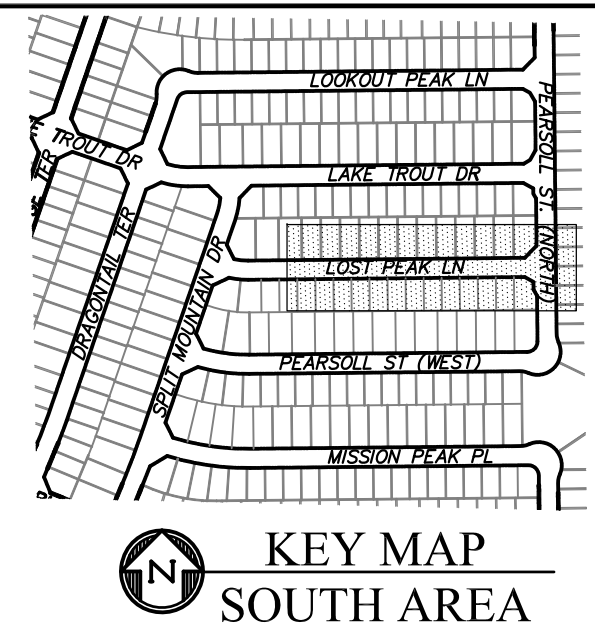 LOOKOUT PEAK LN
PEARSOLL ST. (NORTH)
TROUT DR
TER
LAKE TROUT DR
DRAGONTAIL TER
SPLIT MOUNTAIN DR
LOST PEAK LN
PEARSOLL ST (WEST)
MISSION PEAK PL
N
KEY MAP
SOUTH AREA